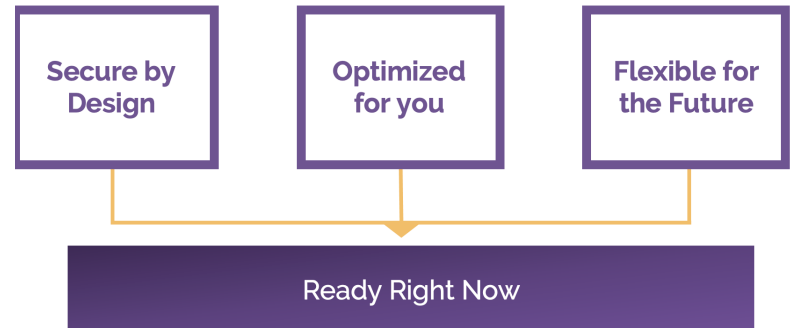 Secure by
Design
Optimized
for you
Flexible for
the Future
Ready Right Now